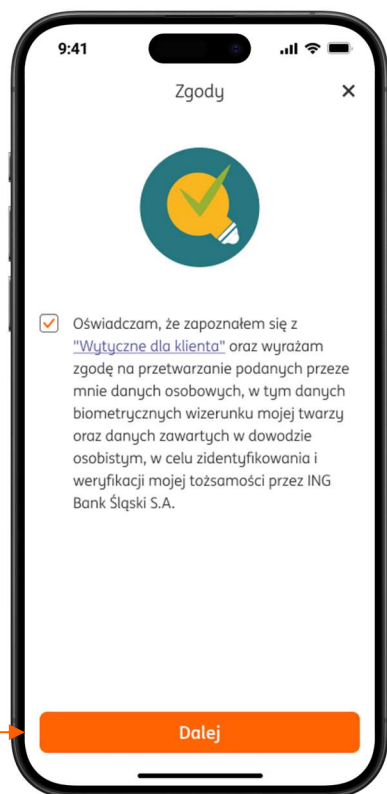 9:41
Zgody
Oświadczam, że zapoznałem się z
"Wytyczne dla klienta" oraz wyrażam
zgodę na przetwarzanie podanych przeze
mnie danych osobowych, w tym danych
biometrycznych wizerunku mojej twarzy
oraz danych zawartych w dowodzie
osobistym, w celu zidentyfikowania i
weryfikacji mojej tożsamości przez ING
Bank Śląski S.A.
Dalej